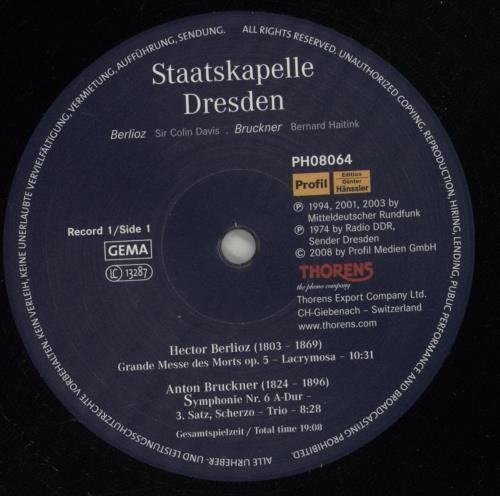 ALLE URHEBER- UND LEISTUNGSSCHUTZRECHTE VORBEHALTEN. KEIN VERLEIH, KEINE UNERLAUBTE VERVIELFÄLTIGUNG, VERMIETUNG, AUFFÜHRUNG, SENDUNG.
ALL RIGHTS RESERVED. UNAUTHORIZED COPYING, REPRODUCTION, HIRING, LENDING, PUBLIC PERFORMANCE AND BROADCASTING PROHIBITED.
Staatskapelle
Dresden
Berlioz Sir Colin Davis . Bruckner Bernard Haitink
Record 1/Side 1
GEMA
LC 13287
PH08064
Profil Edition Günter Hänssler
℗ 1994, 2001, 2003 by
Mitteldeutscher Rundfunk
℗ 1974 by Radio DDR,
Sender Dresden
© 2008 by Profil Medien GmbH
THORENS
the phono company
Thorens Export Company Ltd.
CH-Giebenach – Switzerland
www.thorens.com
Hector Berlioz (1803 – 1869)
Grande Messe des Morts op. 5 – Lacrymosa – 10:31
Anton Bruckner (1824 – 1896)
Symphonie Nr. 6 A-Dur –
3. Satz, Scherzo – Trio – 8:28
Gesamtspielzeit / Total time 19:08